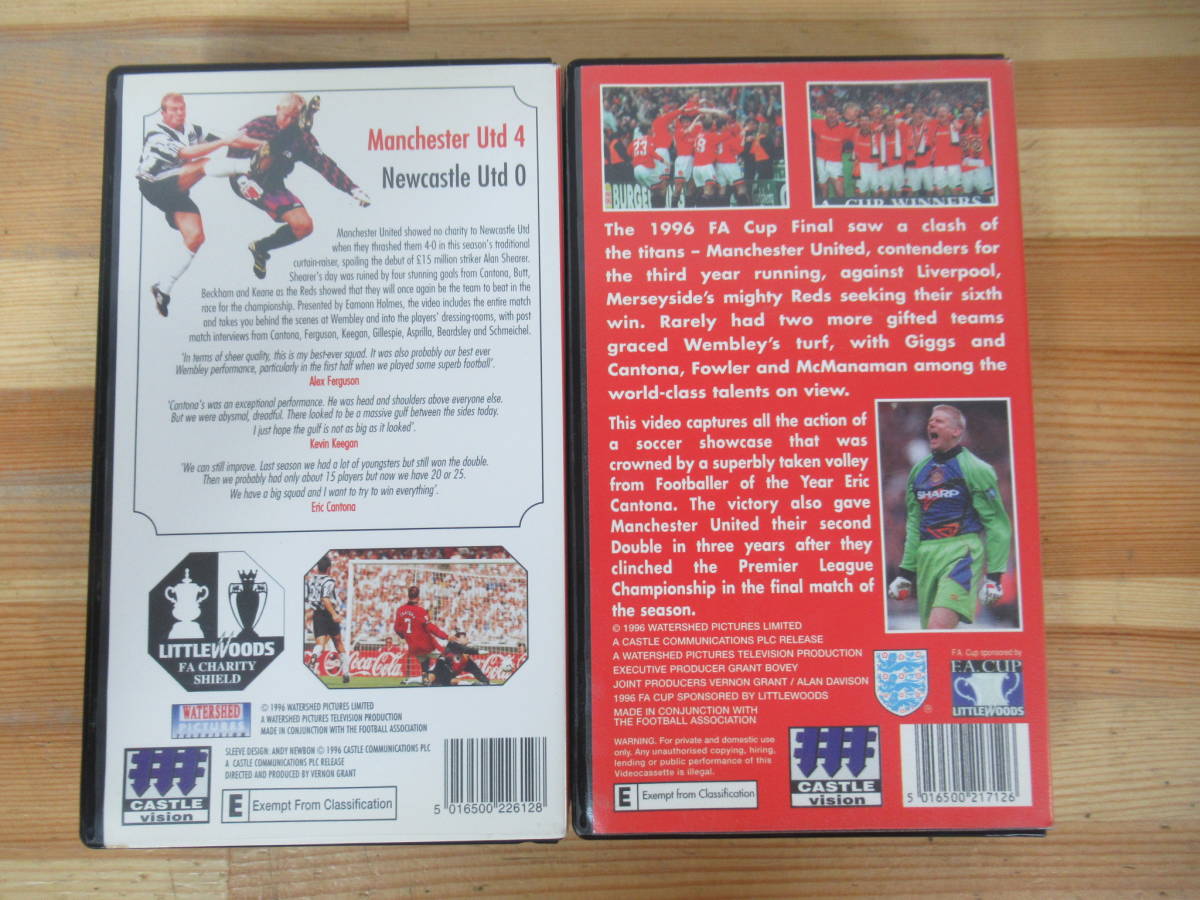 Manchester Utd 4
Newcastle Utd 0
Manchester United showed no charity to Newcastle Utd
when they thrashed them 4-0 in this season's traditional
curtain-raiser, spoiling the debut of £15 million striker Alan Shearer.
Shearer's day was ruined by four stunning goals from Cantona, Butt,
Beckham and Keane as the Reds showed that they will once again be the team to beat in the
race for the championship. Presented by Eamonn Holmes, the video includes the entire match
and takes you behind the scenes at Wembley and into the players' dressing-rooms, with post
match interviews from Cantona, Ferguson, Keegan, Gillespie, Asprilla, Beardsley and Schmeichel.
'In terms of sheer quality, this is my best-ever squad. It was also probably our best ever
Wembley performance, particularly in the first half when we played some superb football'.
Alex Ferguson
'Cantona's was an exceptional performance. He was head and shoulders above everyone else.
But we were abysmal, dreadful. There looked to be a massive gulf between the sides today.
I just hope the gulf is not as big as it looked'.
Kevin Keegan
'We can still improve. Last season we had a lot of youngsters but still won the double.
Then we probably had only about 15 players but now we have 20 or 25.
We have a big squad and I want to try to win everything'.
Eric Cantona
LITTLEWOODS
FA CHARITY
SHIELD
7
Coca-Cola
WATERSHED
PICTURES
© 1996 WATERSHED PICTURES LIMITED
A WATERSHED PICTURES TELEVISION PRODUCTION
MADE IN CONJUNCTION WITH THE FOOTBALL ASSOCIATION
SLEEVE DESIGN: ANDY NEWBON © 1996 CASTLE COMMUNICATIONS PLC
A CASTLE COMMUNICATIONS PLC RELEASE
DIRECTED AND PRODUCED BY VERNON GRANT
CASTLE
vision
E Exempt From Classification
5 016500 226128
23
BURGE
A CUP WINNERS
The 1996 FA Cup Final saw a clash of
the titans – Manchester United, contenders for
the third year running, against Liverpool,
Merseyside's mighty Reds seeking their sixth
win. Rarely had two more gifted teams
graced Wembley's turf, with Giggs and
Cantona, Fowler and McManaman among the
world-class talents on view.
This video captures all the action of
a soccer showcase that was
crowned by a superbly taken volley
from Footballer of the Year Eric
Cantona. The victory also gave
Manchester United their second
Double in three years after they
clinched the Premier League
Championship in the final match of
the season.
SHARP
© 1996 WATERSHED PICTURES LIMITED
A CASTLE COMMUNICATIONS PLC RELEASE
A WATERSHED PICTURES TELEVISION PRODUCTION
EXECUTIVE PRODUCER GRANT BOVEY
JOINT PRODUCERS VERNON GRANT / ALAN DAVISON
1996 FA CUP SPONSORED BY LITTLEWOODS
MADE IN CONJUNCTION WITH
THE FOOTBALL ASSOCIATION
F.A. Cup sponsored by
F.A. CUP
LITTLEWOODS
WARNING. For private and domestic use
only. Any unauthorised copying, hiring,
lending or public performance of this
Videocassette is illegal.
E Exempt from Classification
CASTLE
vision
5 016500 217126